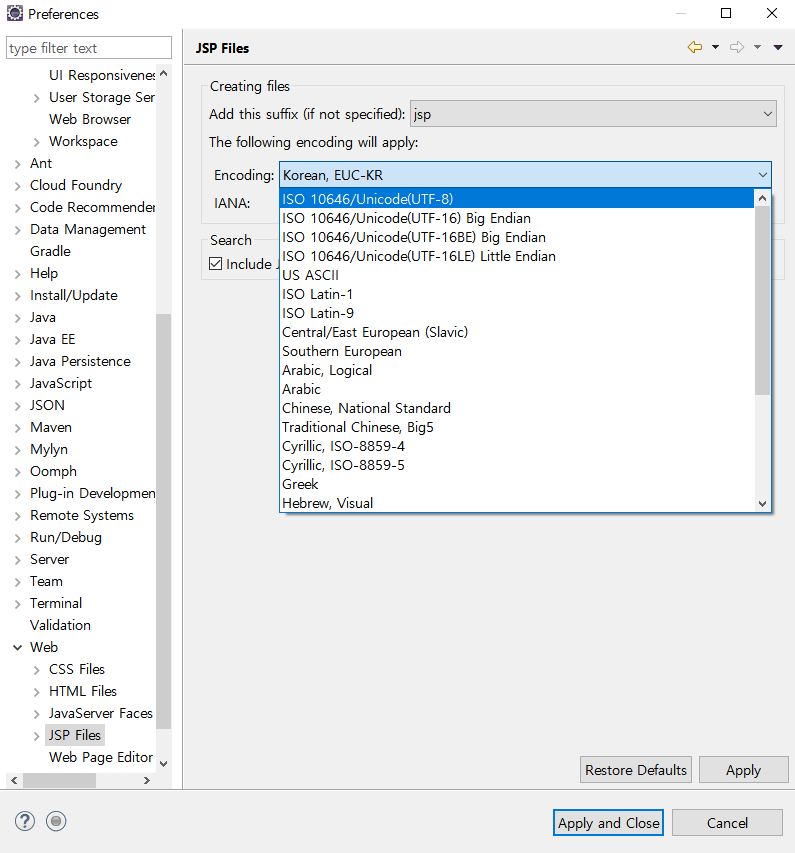 Preferences
type filter text
UI Responsivenes
User Storage Ser
Web Browser
Workspace
Ant
Cloud Foundry
Code Recommender
Data Management
Gradle
Help
Install/Update
Java
Java EE
Java Persistence
JavaScript
JSON
Maven
Mylyn
Oomph
Plug-in Developmen
Remote Systems
Run/Debug
Server
Team
Terminal
Validation
Web
CSS Files
HTML Files
JavaServer Faces
JSP Files
Web Page Editor
JSP Files
Creating files
Add this suffix (if not specified): jsp
The following encoding will apply:
Encoding: Korean, EUC-KR
IANA:
Search
Include J
ISO 10646/Unicode(UTF-8)
ISO 10646/Unicode(UTF-16) Big Endian
ISO 10646/Unicode(UTF-16BE) Big Endian
ISO 10646/Unicode(UTF-16LE) Little Endian
US ASCII
ISO Latin-1
ISO Latin-9
Central/East European (Slavic)
Southern European
Arabic, Logical
Arabic
Chinese, National Standard
Traditional Chinese, Big5
Cyrillic, ISO-8859-4
Cyrillic, ISO-8859-5
Greek
Hebrew, Visual
Restore Defaults
Apply
?
Apply and Close
Cancel